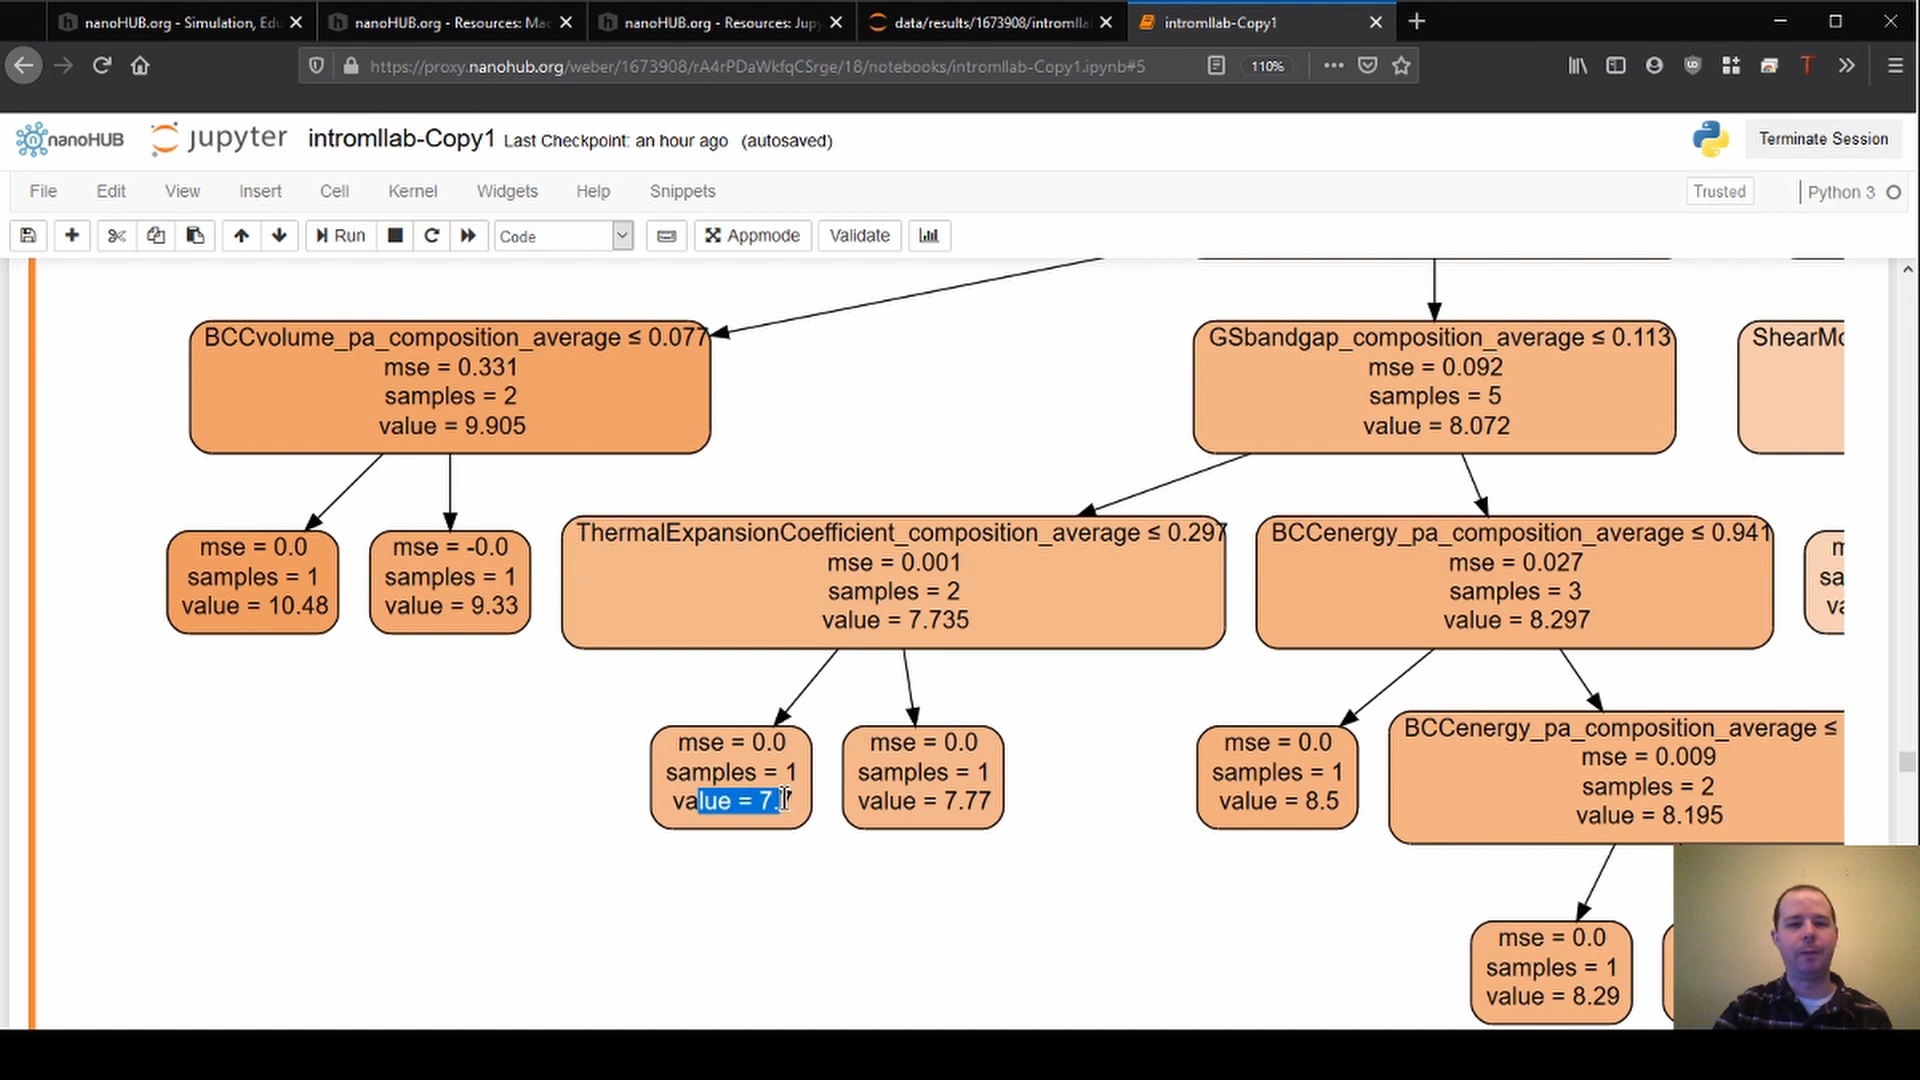 nanoHUB.org - Simulation, Edu
nanoHUB.org - Resources: Mac
nanoHUB.org - Resources: Jup
data/results/1673908/intromllab
intromllab-Copy1
https://proxy.nanohub.org/weber/1673908/rA4rPDaWkfqCSrge/18/notebooks/intromllab-Copy1.ipynb#5
110%
nanoHUB
jupyter
intromllab-Copy1 Last Checkpoint: an hour ago (autosaved)
Terminate Session
File Edit View Insert Cell Kernel Widgets Help Snippets
Trusted
Python 3
Run
Code
Appmode
Validate
BCCvolume_pa_composition_average ≤ 0.077
mse = 0.331
samples = 2
value = 9.905
GSbandgap_composition_average ≤ 0.113
mse = 0.092
samples = 5
value = 8.072
ShearMo
mse = 0.0
samples = 1
value = 10.48
mse = -0.0
samples = 1
value = 9.33
ThermalExpansionCoefficient_composition_average ≤ 0.297
mse = 0.001
samples = 2
value = 7.735
BCCenergy_pa_composition_average ≤ 0.941
mse = 0.027
samples = 3
value = 8.297
m
sa
va
mse = 0.0
samples = 1
value = 7.7
mse = 0.0
samples = 1
value = 7.77
mse = 0.0
samples = 1
value = 8.5
BCCenergy_pa_composition_average ≤
mse = 0.009
samples = 2
value = 8.195
mse = 0.0
samples = 1
value = 8.29